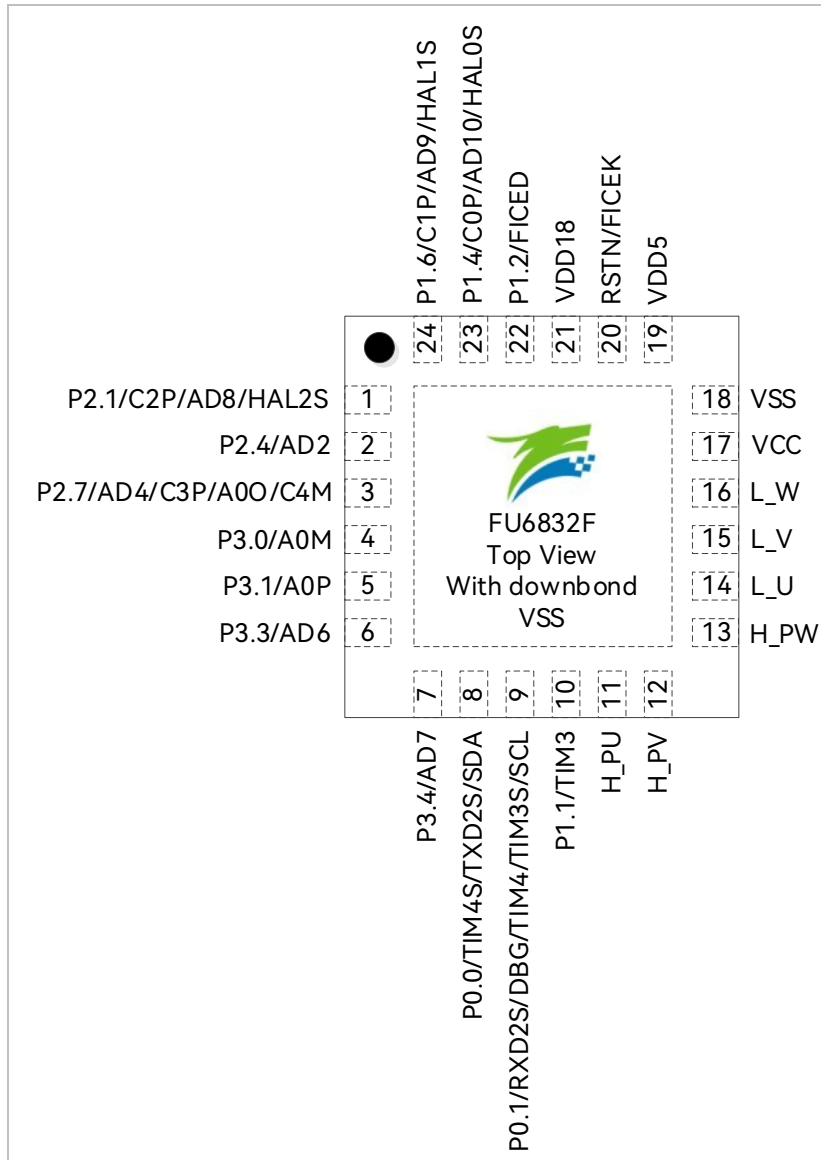 P1.6/C1P/AD9/HAL1S
P1.4/C0P/AD10/HAL0S
P1.2/FICED
VDD18
RSTN/FICEK
VDD5
24
23
22
21
20
19
P2.1/C2P/AD8/HAL2S 1
P2.4/AD2 2
P2.7/AD4/C3P/A0O/C4M 3
P3.0/A0M 4
P3.1/A0P 5
P3.3/AD6 6
18 VSS
17 VCC
16 L_W
15 L_V
14 L_U
13 H_PW
FU6832F
Top View
With downbond
VSS
7
8
9
10
11
12
P3.4/AD7
P0.0/TIM4S/TXD2S/SDA
P0.1/RXD2S/DBG/TIM4/TIM3S/SCL
P1.1/TIM3
H_PU
H_PV